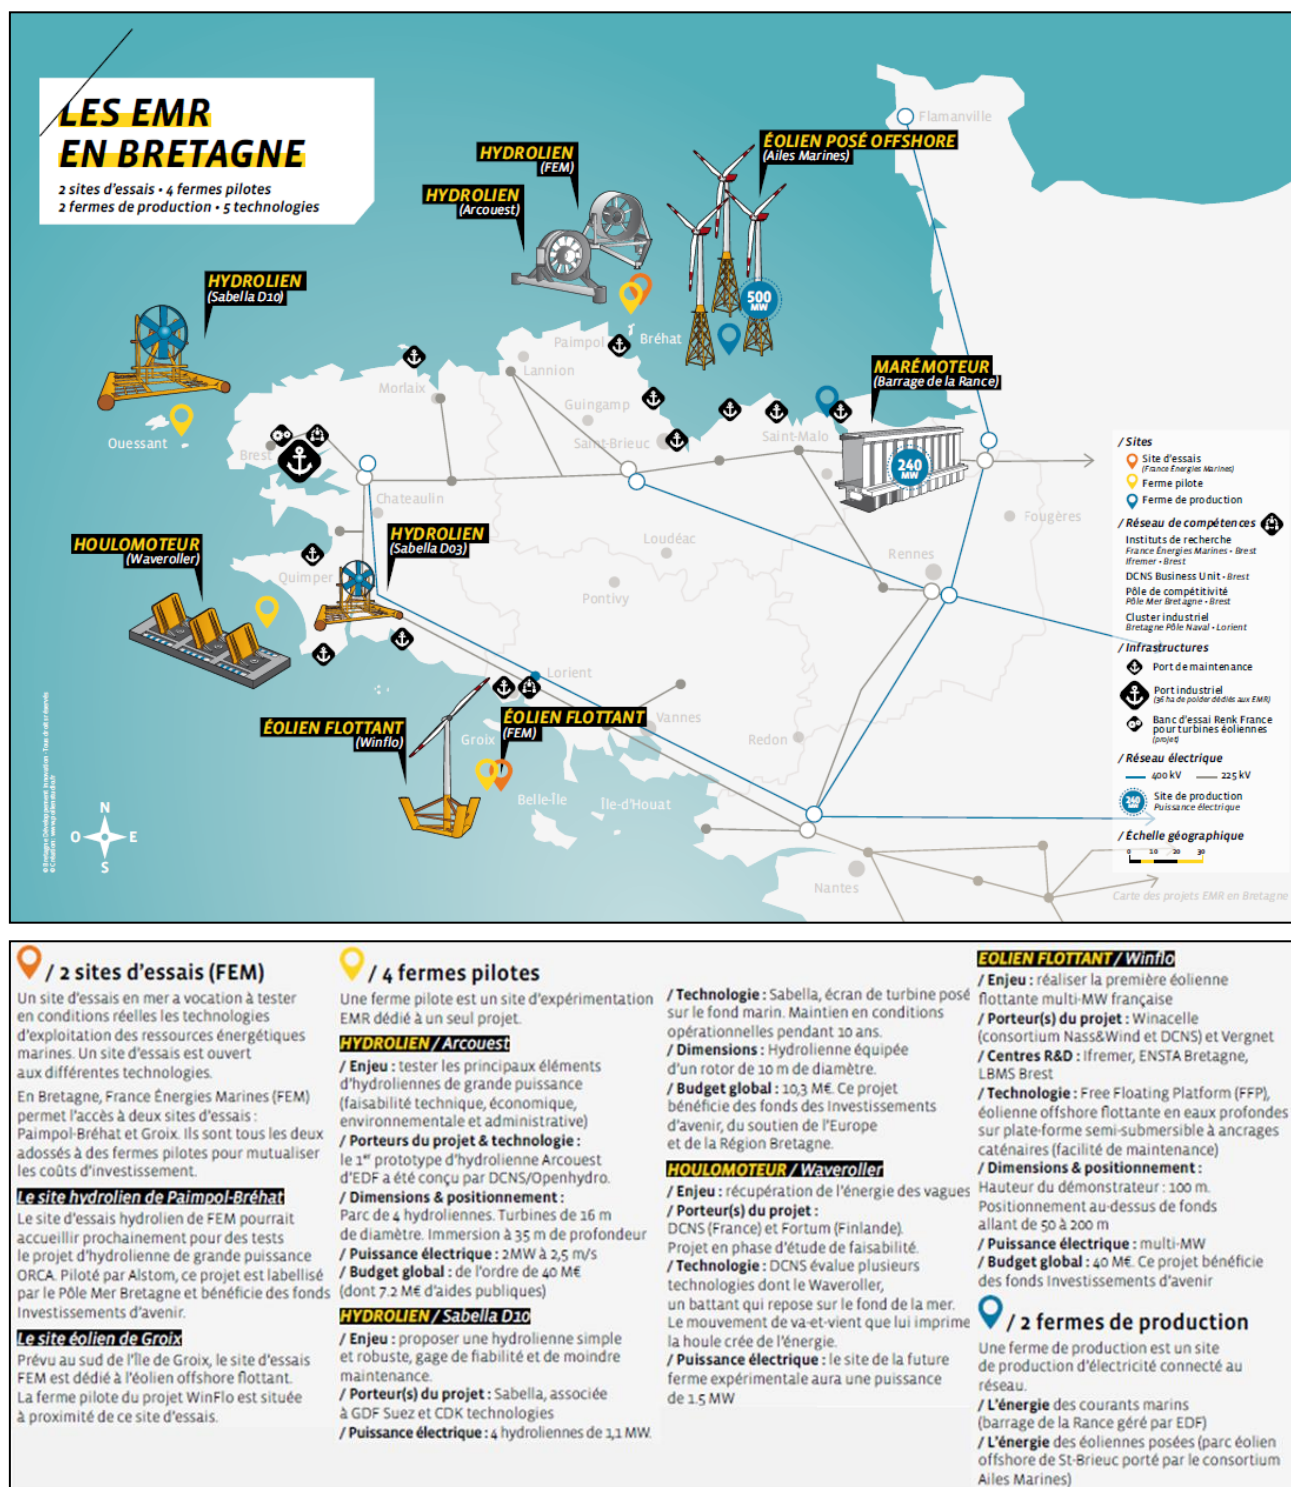 LES EMR
EN BRETAGNE
2 sites d'essais • 4 fermes pilotes
2 fermes de production • 5 technologies
Flamanville
ÉOLIEN POSÉ OFFSHORE
(Ailes Marines)
HYDROLIEN
(FEM)
HYDROLIEN
(Arcouest)
HYDROLIEN
(Sabella D10)
500
MW
Paimpol
Bréhat
Lannion
Morlaix
Guingamp
MARÉMOTEUR
(Barrage de la Rance)
Ouessant
Brest
Saint-Brieuc
Saint-Malo
240
MW
Chateaulin
Fougères
HOULOMOTEUR
(Waveroller)
HYDROLIEN
(Sabella D03)
Loudéac
Rennes
Quimper
Pontivy
Lorient
ÉOLIEN FLOTTANT
(Winflo)
ÉOLIEN FLOTTANT
(FEM)
Groix
Vannes
Redon
Belle-Île
Île-d'Houat
Nantes
N
O
E
S
© Bretagne Développement Innovation - Tous droits réservés
/ Sites
Site d'essais
(France Énergies Marines)
Ferme pilote
Ferme de production
/ Réseau de compétences
Instituts de recherche
France Énergies Marines • Brest
Ifremer • Brest
DCNS Business Unit • Brest
Pôle de compétitivité
Pôle Mer Bretagne • Brest
Cluster industriel
Bretagne Pôle Naval • Lorient
/ Infrastructures
Port de maintenance
Port industriel
(36 ha de polder dédiés aux EMR)
Banc d'essai Renk France
pour turbines éoliennes
(projet)
/ Réseau électrique
400 kV
225 kV
240
MW
Site de production
Puissance électrique
/ Échelle géographique
0 10 20 30
Carte des projets EMR en Bretagne
/ 2 sites d'essais (FEM)
Un site d'essais en mer a vocation à tester
en conditions réelles les technologies
d'exploitation des ressources énergétiques
marines. Un site d'essais est ouvert
aux différentes technologies.
En Bretagne, France Énergies Marines (FEM)
permet l'accès à deux sites d'essais :
Paimpol-Bréhat et Groix. Ils sont tous les deux
adossés à des fermes pilotes pour mutualiser
les coûts d'investissement.
Le site hydrolien de Paimpol-Bréhat
Le site d'essais hydrolien de FEM pourrait
accueillir prochainement pour des tests
le projet d'hydrolienne de grande puissance
ORCA. Piloté par Alstom, ce projet est labellisé
par le Pôle Mer Bretagne et bénéficie des fonds
Investissements d'avenir.
Le site éolien de Groix
Prévu au sud de l'île de Groix, le site d'essais
FEM est dédié à l'éolien offshore flottant.
La ferme pilote du projet WinFlo est située
à proximité de ce site d'essais.
/ 4 fermes pilotes
Une ferme pilote est un site d'expérimentation
EMR dédié à un seul projet.
HYDROLIEN / Arcouest
/ Enjeu : tester les principaux éléments
d'hydroliennes de grande puissance
(faisabilité technique, économique,
environnementale et administrative)
/ Porteurs du projet & technologie :
le 1er prototype d'hydrolienne Arcouest
d'EDF a été conçu par DCNS/Openhydro.
/ Dimensions & positionnement :
Parc de 4 hydroliennes. Turbines de 16 m
de diamètre. Immersion à 35 m de profondeur
/ Puissance électrique : 2MW à 2,5 m/s
/ Budget global : de l'ordre de 40 M€
(dont 7.2 M€ d'aides publiques)
HYDROLIEN / Sabella D10
/ Enjeu : proposer une hydrolienne simple
et robuste, gage de fiabilité et de moindre
maintenance.
/ Porteur(s) du projet : Sabella, associée
à GDF Suez et CDK technologies
/ Puissance électrique : 4 hydroliennes de 1,1 MW.
/ Technologie : Sabella, écran de turbine posé
sur le fond marin. Maintien en conditions
opérationnelles pendant 10 ans.
/ Dimensions : Hydrolienne équipée
d'un rotor de 10 m de diamètre.
/ Budget global : 10,3 M€. Ce projet
bénéficie des fonds des Investissements
d'avenir, du soutien de l'Europe
et de la Région Bretagne.
HOULOMOTEUR / Waveroller
/ Enjeu : récupération de l'énergie des vagues
/ Porteur(s) du projet :
DCNS (France) et Fortum (Finlande).
Projet en phase d'étude de faisabilité.
/ Technologie : DCNS évalue plusieurs
technologies dont le Waveroller,
un battant qui repose sur le fond de la mer.
Le mouvement de va-et-vient que lui imprime
la houle crée de l'énergie.
/ Puissance électrique : le site de la future
ferme expérimentale aura une puissance
de 1.5 MW
EOLIEN FLOTTANT / Winflo
/ Enjeu : réaliser la première éolienne
flottante multi-MW française
/ Porteur(s) du projet : Winacelle
(consortium Nass&Wind et DCNS) et Vergnet
/ Centres R&D : Ifremer, ENSTA Bretagne,
LBMS Brest
/ Technologie : Free Floating Platform (FFP),
éolienne offshore flottante en eaux profondes
sur plate-forme semi-submersible à ancrages
caténaires (facilité de maintenance)
/ Dimensions & positionnement :
Hauteur du démonstrateur : 100 m.
Positionnement au-dessus de fonds
allant de 50 à 200 m
/ Puissance électrique : multi-MW
/ Budget global : 40 M€. Ce projet bénéficie
des fonds Investissements d'avenir
/ 2 fermes de production
Une ferme de production est un site
de production d'électricité connecté au
réseau.
/ L'énergie des courants marins
(barrage de la Rance géré par EDF)
/ L'énergie des éoliennes posées (parc éolien
offshore de St-Brieuc porté par le consortium
Ailes Marines)